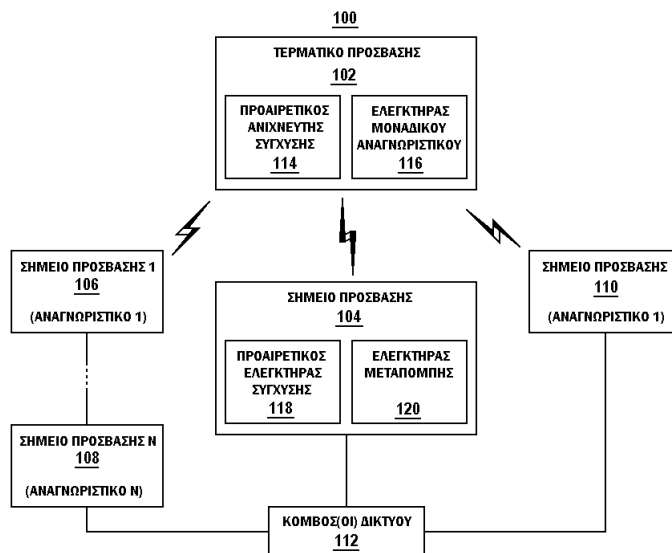 100
ΤΕΡΜΑΤΙΚΟ ΠΡΟΣΒΑΣΗΣ
102
ΠΡΟΑΙΡΕΤΙΚΟΣ
ΑΝΙΧΝΕΥΤΗΣ
ΣΥΓΧΥΣΗΣ
114
ΕΛΕΓΚΤΗΡΑΣ
ΜΟΝΑΔΙΚΟΥ
ΑΝΑΓΝΩΡΙΣΤΙΚΟΥ
116
ΣΗΜΕΙΟ ΠΡΟΣΒΑΣΗΣ 1
106
(ΑΝΑΓΝΩΡΙΣΤΙΚΟ 1)
ΣΗΜΕΙΟ ΠΡΟΣΒΑΣΗΣ
104
ΠΡΟΑΙΡΕΤΙΚΟΣ
ΕΛΕΓΚΤΗΡΑΣ
ΣΥΓΧΥΣΗΣ
118
ΕΛΕΓΚΤΗΡΑΣ
ΜΕΤΑΠΟΜΠΗΣ
120
ΣΗΜΕΙΟ ΠΡΟΣΒΑΣΗΣ
110
(ΑΝΑΓΝΩΡΙΣΤΙΚΟ 1)
ΣΗΜΕΙΟ ΠΡΟΣΒΑΣΗΣ Ν
108
(ΑΝΑΓΝΩΡΙΣΤΙΚΟ Ν)
ΚΟΜΒΟΣ(ΟΙ) ΔΙΚΤΥΟΥ
112